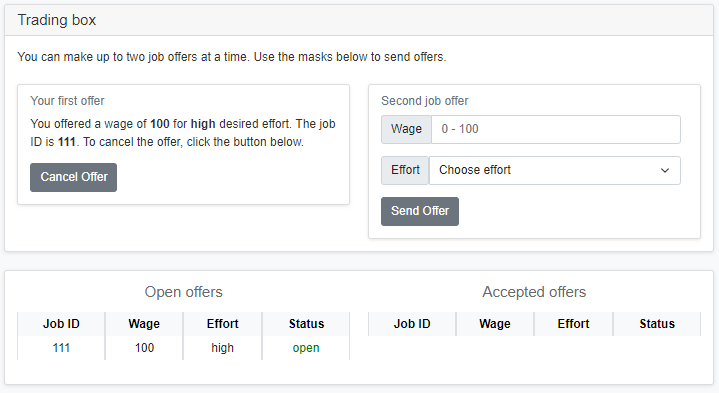 Trading box
You can make up to two job offers at a time. Use the masks below to send offers.
Your first offer
You offered a wage of 100 for high desired effort. The job
ID is 111. To cancel the offer, click the button below.
Cancel Offer
Second job offer
Wage 0 - 100
Effort Choose effort
Send Offer
Open offers
Job ID Wage Effort Status
111 100 high open
Accepted offers
Job ID Wage Effort Status